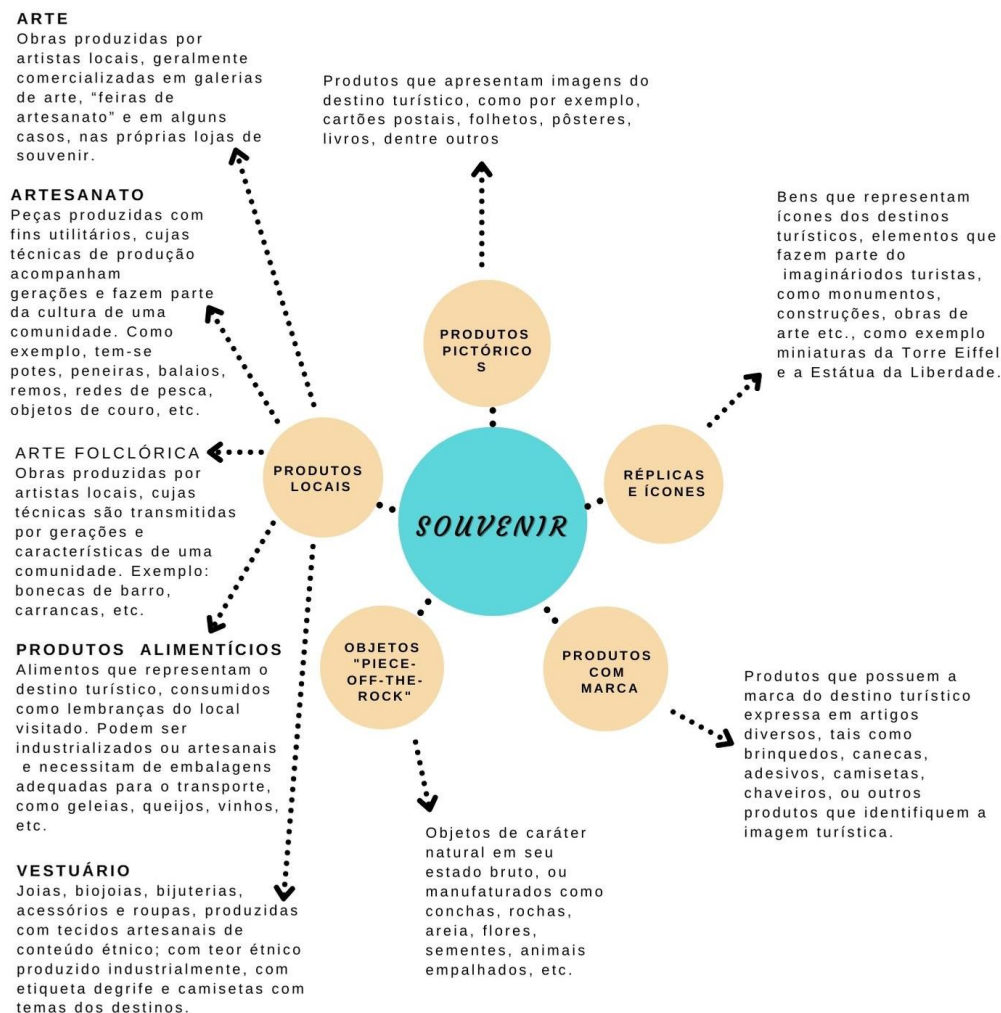 ARTE
Obras produzidas por
artistas locais, geralmente
comercializadas em galerias
de arte, “feiras de
artesanato” e em alguns
casos, nas próprias lojas de
souvenir.
ARTESANATO
Peças produzidas com
fins utilitários, cujas
técnicas de produção
acompanham
gerações e fazem parte
da cultura de uma
comunidade. Como
exemplo, tem-se
potes, peneiras, balaios,
remos, redes de pesca,
objetos de couro, etc.
ARTE FOLCLÓRICA
Obras produzidas por
artistas locais, cujas
técnicas são transmitidas
por gerações e
características de uma
comunidade. Exemplo:
bonecas de barro,
carrancas, etc.
PRODUTOS ALIMENTÍCIOS
Alimentos que representam o
destino turístico, consumidos
como lembranças do local
visitado. Podem ser
industrializados ou artesanais
e necessitam de embalagens
adequadas para o transporte,
como geleias, queijos, vinhos,
etc.
VESTUÁRIO
Joias, biojoias, bijuterias,
acessórios e roupas, produzidas
com tecidos artesanais de
conteúdo étnico; com teor étnico
produzido industrialmente, com
etiqueta degrife e camisetas com
temas dos destinos.
Produtos que apresentam imagens do
destino turístico, como por exemplo,
cartões postais, folhetos, pôsteres,
livros, dentre outros
PRODUTOS
PICTÓRICO
S
PRODUTOS
LOCAIS
SOUVENIR
RÉPLICAS
E ÍCONES
OBJETOS
"PIECE-
OFF-THE-
ROCK"
PRODUTOS
COM
MARCA
Bens que representam
ícones dos destinos
turísticos, elementos que
fazem parte do
imagináriodos turistas,
como monumentos,
construções, obras de
arte etc., como exemplo
miniaturas da Torre Eiffel
e a Estátua da Liberdade.
Produtos que possuem a
marca do destino turístico
expressa em artigos
diversos, tais como
brinquedos, canecas,
adesivos, camisetas,
chaveiros, ou outros
produtos que identifiquem a
imagem turística.
Objetos de caráter
natural em seu
estado bruto, ou
manufaturados como
conchas, rochas,
areia, flores,
sementes, animais
empalhados, etc.